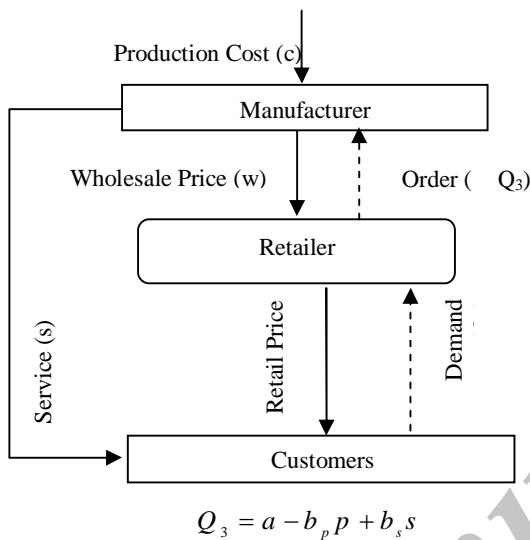 Production Cost (c)
Manufacturer
Wholesale Price (w)
Order ( Q₃)
Retailer
Service (s)
Retail Price
Demand
Customers
Q₃ = a − bₚ p + bₛ s